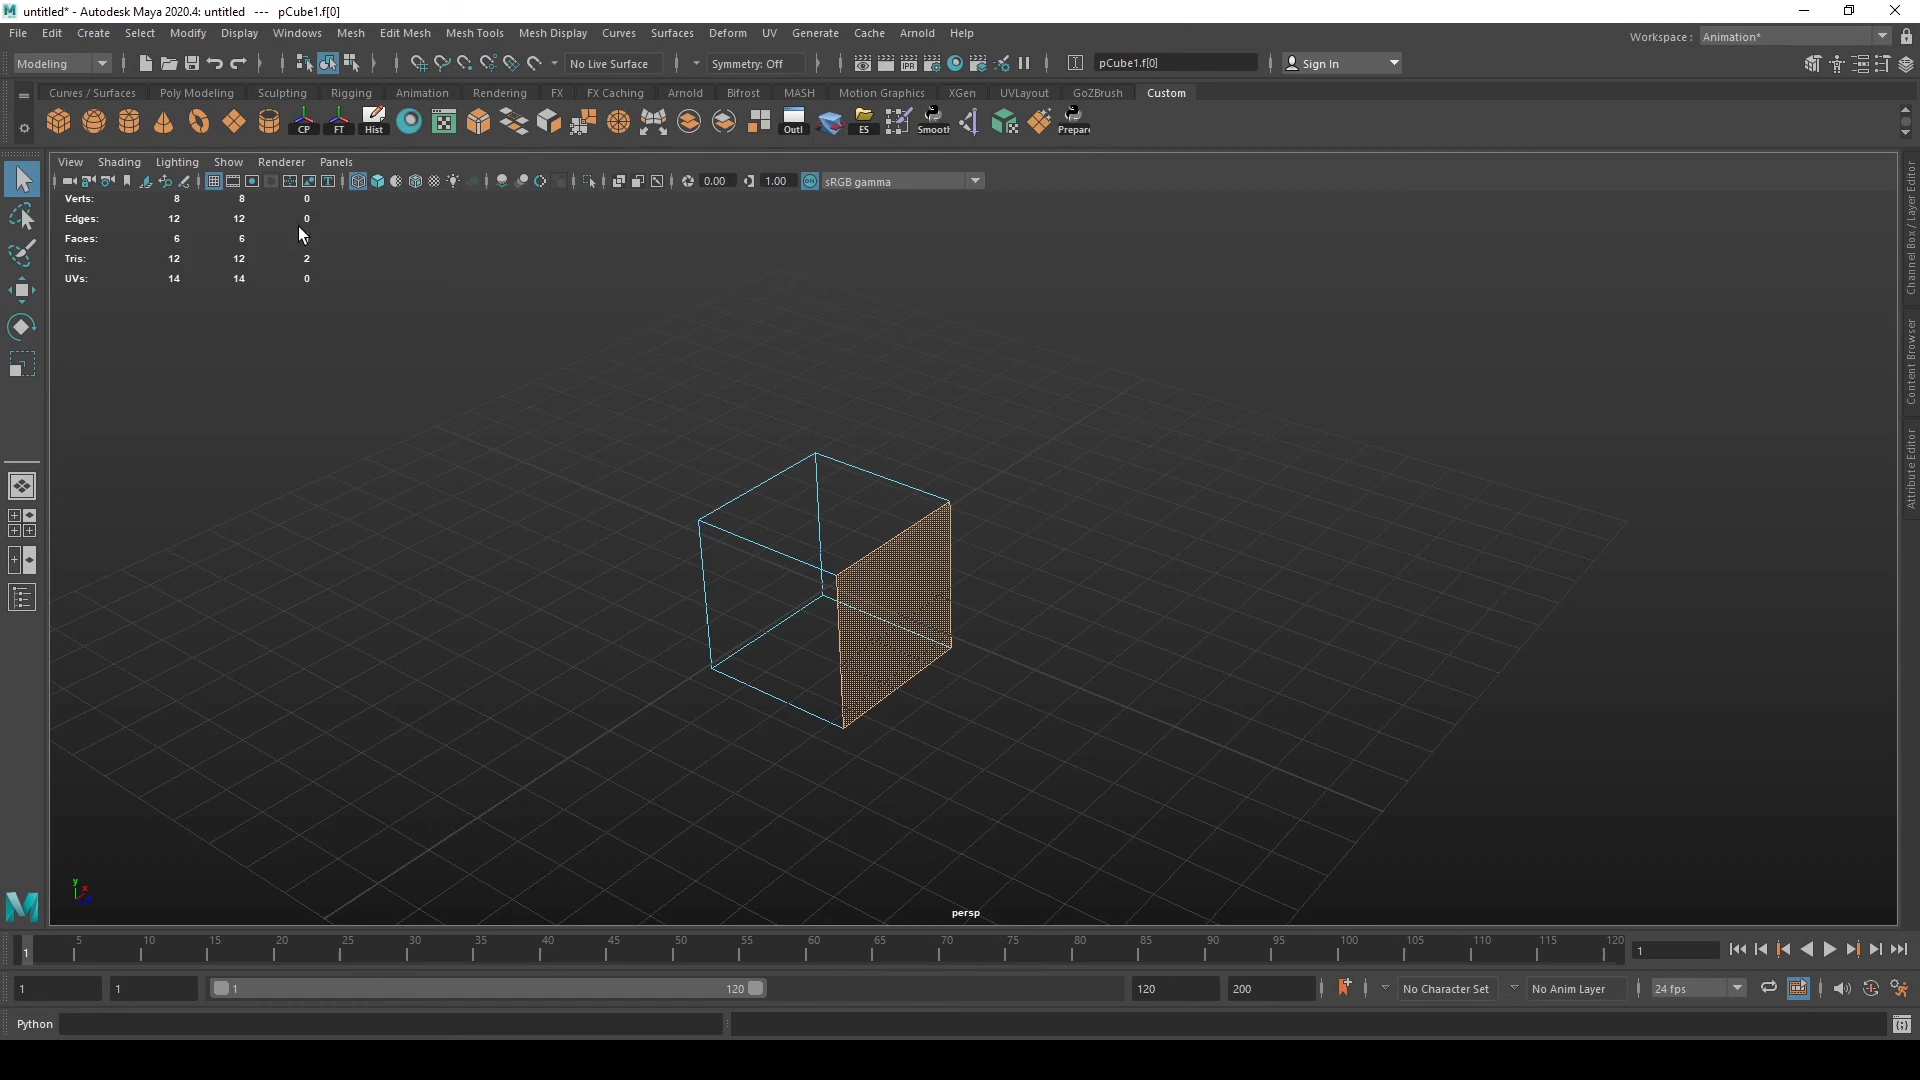 untitled* - Autodesk Maya 2020.4: untitled --- pCube1.f[0]
File Edit Create Select Modify Display Windows Mesh Edit Mesh Mesh Tools Mesh Display Curves Surfaces Deform UV Generate Cache Arnold Help
Workspace : Animation*
Modeling No Live Surface Symmetry: Off IPR pCube1.f[0] Sign In
Curves / Surfaces Poly Modeling Sculpting Rigging Animation Rendering FX FX Caching Arnold Bifrost MASH Motion Graphics XGen UVLayout GoZBrush Custom
CP FT Hist Outl ES Smooth Prepare
View Shading Lighting Show Renderer Panels
0.00 1.00 ON sRGB gamma
Verts: 8 8 0
Edges: 12 12 0
Faces: 6 6
Tris: 12 12 2
UVs: 14 14 0
Channel Box / Layer Editor
Content Browser
Attribute Editor
y
x
persp
1 5 10 15 20 25 30 35 40 45 50 55 60 65 70 75 80 85 90 95 100 105 110 115 120 1
1 1 1 120 120 200 No Character Set No Anim Layer 24 fps
Python